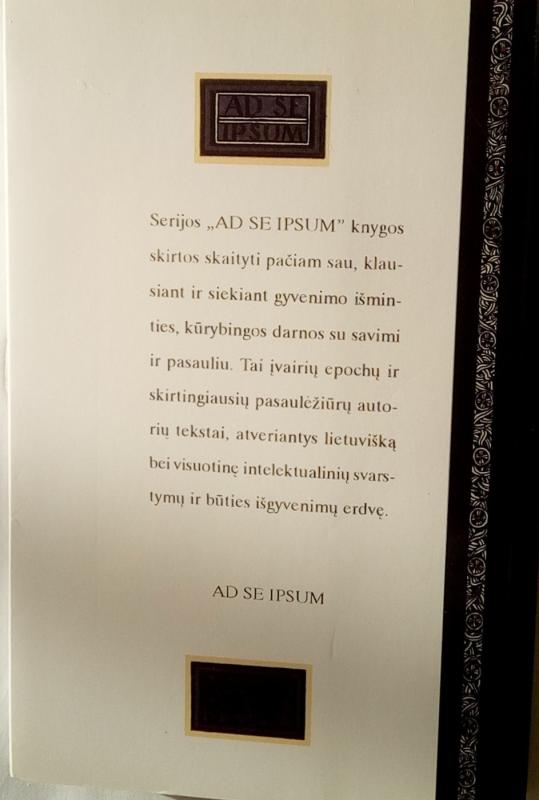 AD SE
IPSUM
Serijos „AD SE IPSUM” knygos
skirtos skaityti pačiam sau, klau-
siant ir siekiant gyvenimo išmin-
ties, kūrybingos darnos su savimi
ir pasauliu. Tai įvairių epochų ir
skirtingiausių pasaulėžiūrų auto-
rių tekstai, atveriantys lietuvišką
bei visuotinę intelektualinių svars-
tymų ir būties išgyvenimų erdvę.
AD SE IPSUM